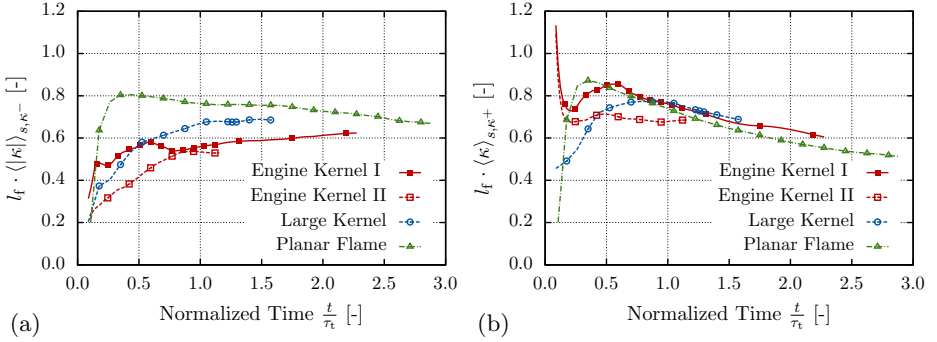 1.2
1.0
0.8
0.6
0.4
0.2
0.0
0.0 0.5 1.0 1.5 2.0 2.5 3.0
l_f · ⟨|κ|⟩_{s,κ⁻} [-]
Engine Kernel I
Engine Kernel II
Large Kernel
Planar Flame
Normalized Time t/τ_t [-]
(a)
1.2
1.0
0.8
0.6
0.4
0.2
0.0
0.0 0.5 1.0 1.5 2.0 2.5 3.0
l_f · ⟨κ⟩_{s,κ⁺} [-]
Engine Kernel I
Engine Kernel II
Large Kernel
Planar Flame
Normalized Time t/τ_t [-]
(b)